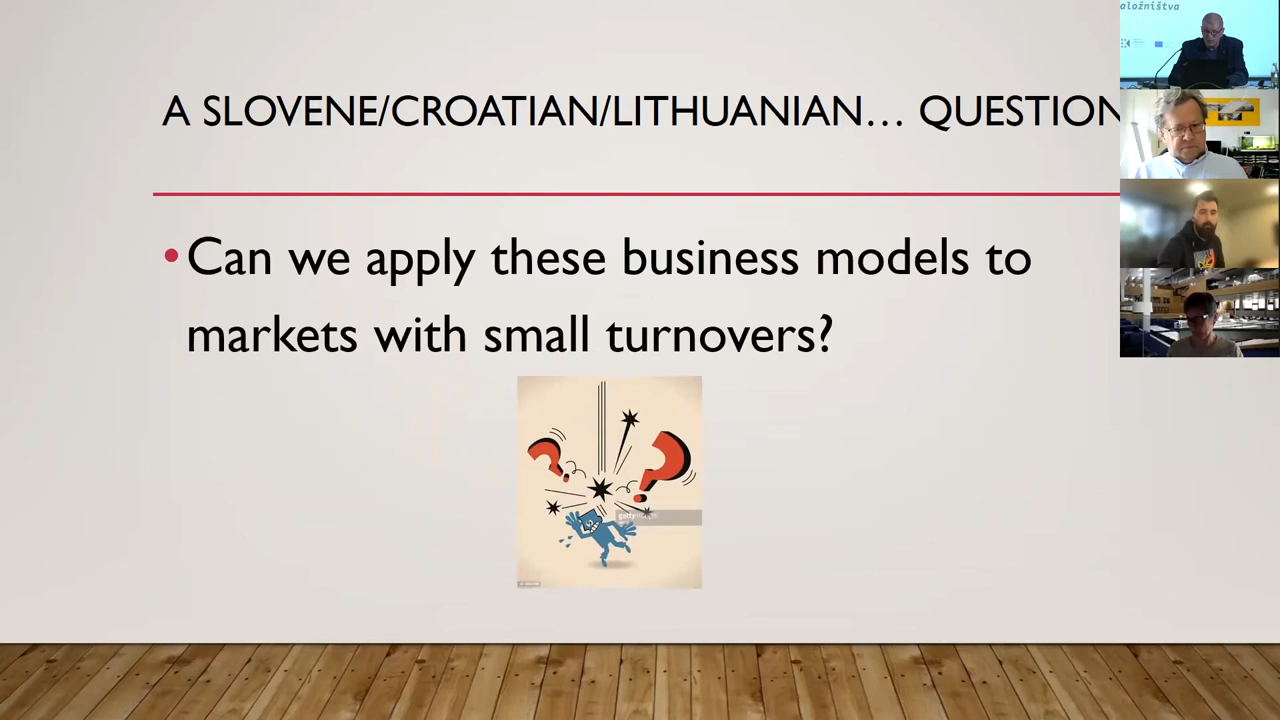 aložništva
A SLOVENE/CROATIAN/LITHUANIAN… QUESTION
• Can we apply these business models to
markets with small turnovers?